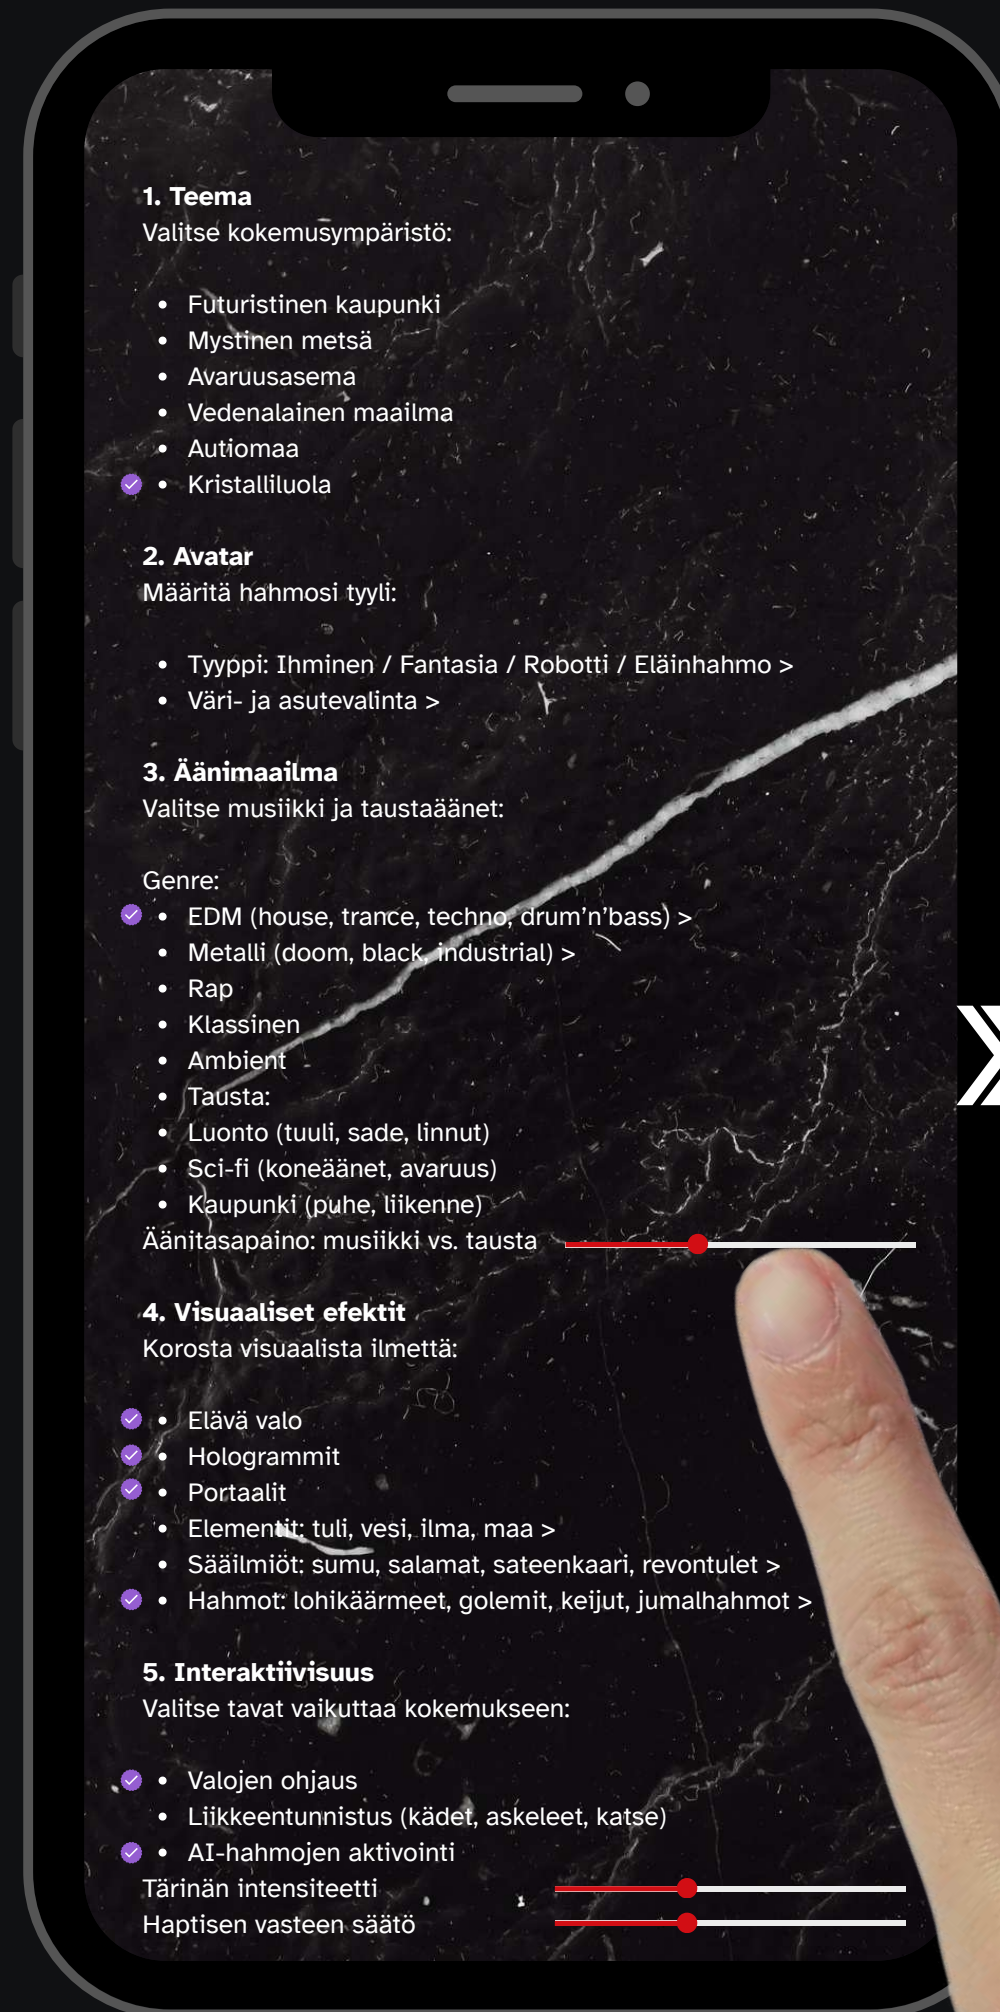 1. Teema
Valitse kokemusympäristö:
• Futuristinen kaupunki
• Mystinen metsä
• Avaruusasema
• Vedenalainen maailma
• Autiomaa
• Kristalliluola
2. Avatar
Määritä hahmosi tyyli:
• Tyyppi: Ihminen / Fantasia / Robotti / Eläinhahmo >
• Väri- ja asutevalinta >
3. Äänimaailma
Valitse musiikki ja taustaäänet:
Genre:
• EDM (house, trance, techno, drum’n’bass) >
• Metalli (doom, black, industrial) >
• Rap
• Klassinen
• Ambient
• Tausta:
• Luonto (tuuli, sade, linnut)
• Sci-fi (koneäänet, avaruus)
• Kaupunki (puhe, liikenne)
Äänitasapaino: musiikki vs. tausta
4. Visuaaliset efektit
Korosta visuaalista ilmettä:
• Elävä valo
• Hologrammit
• Portaalit
• Elementit: tuli, vesi, ilma, maa >
• Sääilmiöt: sumu, salamat, sateenkaari, revontulet >
• Hahmot: lohikäärmeet, golemit, keijut, jumalhahmot >
5. Interaktiivisuus
Valitse tavat vaikuttaa kokemukseen:
• Valojen ohjaus
• Liikkeentunnistus (kädet, askeleet, katse)
• AI-hahmojen aktivointi
Tärinän intensiteetti
Haptisen vasteen säätö